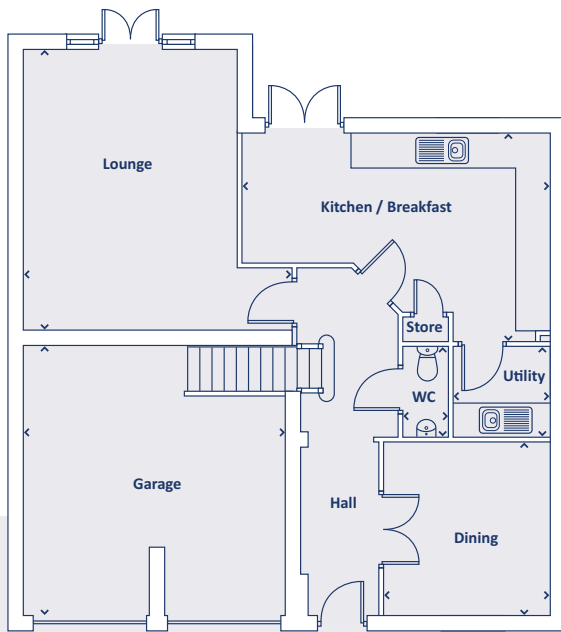 Lounge
Kitchen / Breakfast
Store
Utility
WC
Garage
Hall
Dining